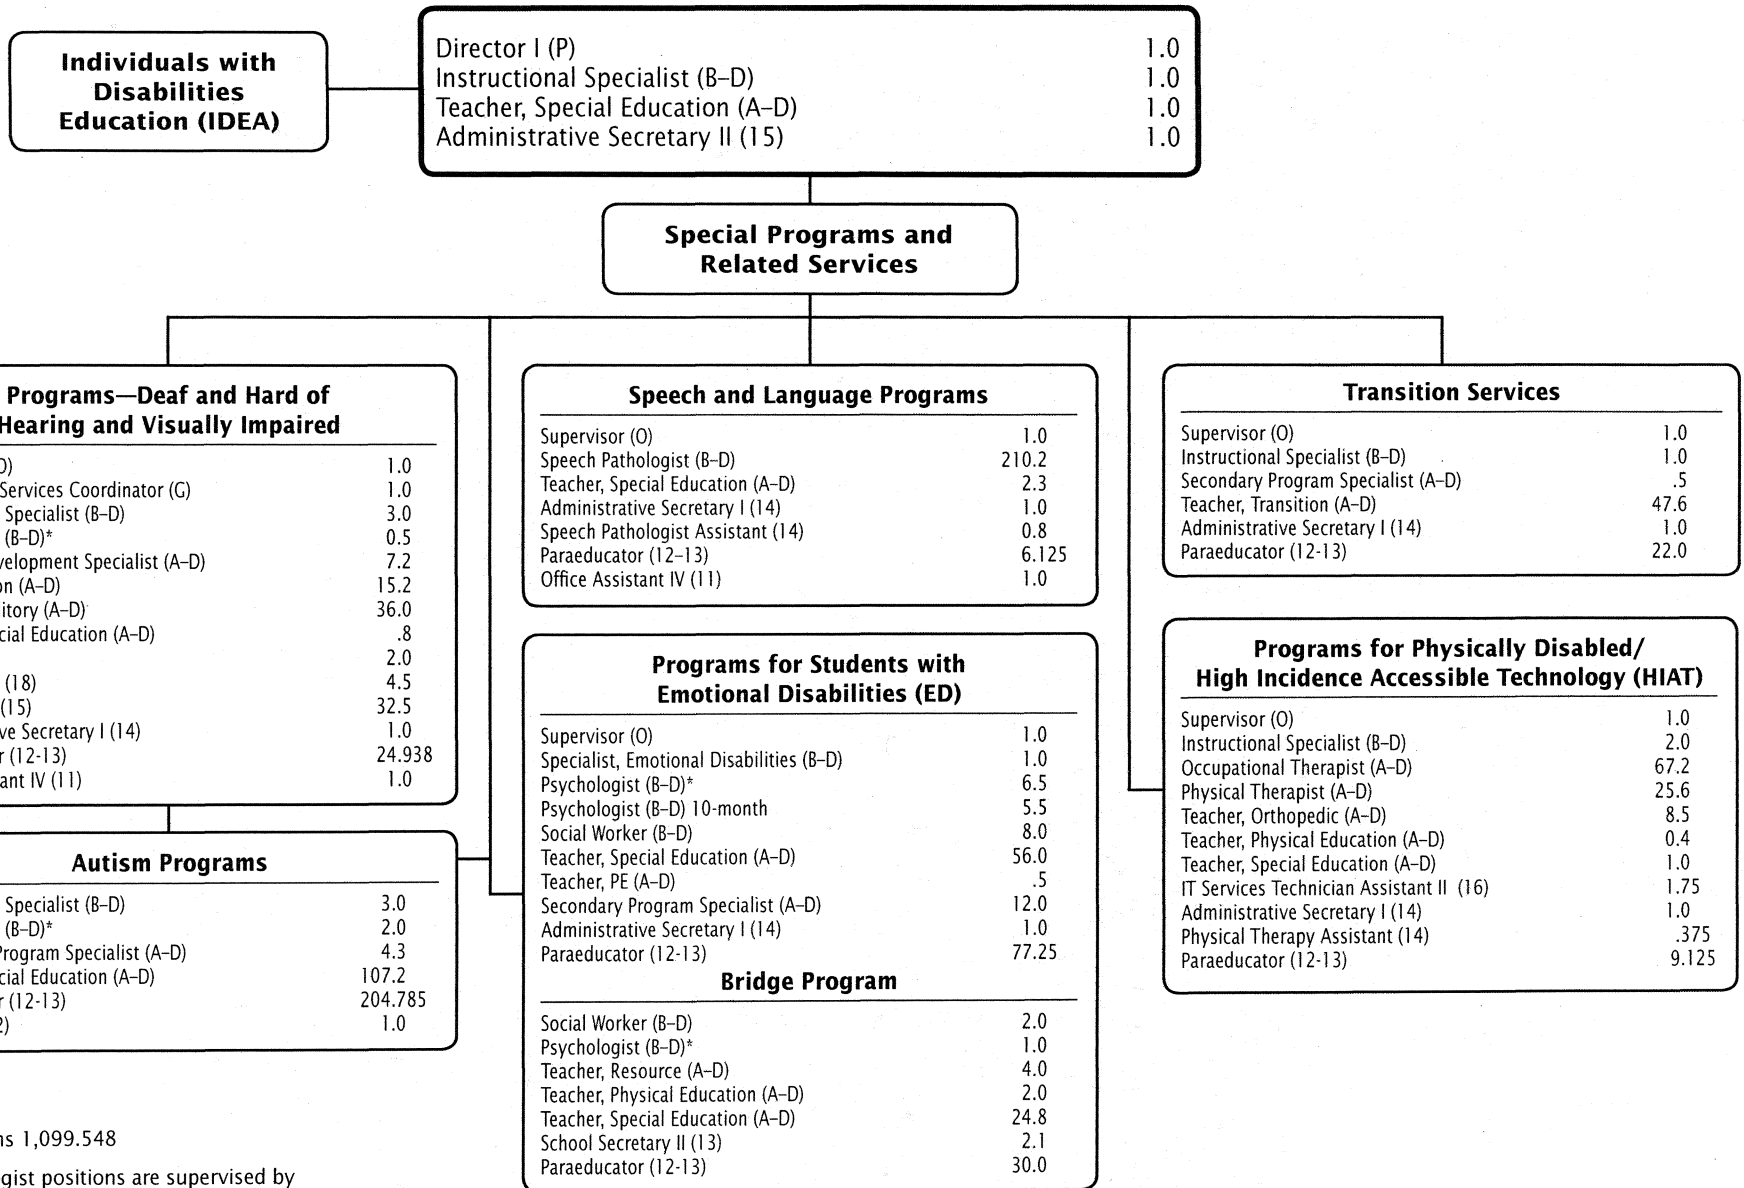 Individuals with
Disabilities
Education (IDEA)
Director I (P) 1.0
Instructional Specialist (B–D) 1.0
Teacher, Special Education (A–D) 1.0
Administrative Secretary II (15) 1.0
Special Programs and
Related Services
Programs—Deaf and Hard of
Hearing and Visually Impaired
O) 1.0
Services Coordinator (G) 1.0
Specialist (B–D) 3.0
(B–D)* 0.5
velopment Specialist (A–D) 7.2
on (A–D) 15.2
itory (A–D) 36.0
cial Education (A–D) .8
2.0
(18) 4.5
(15) 32.5
ve Secretary I (14) 1.0
r (12-13) 24.938
ant IV (11) 1.0
Autism Programs
Specialist (B–D) 3.0
(B–D)* 2.0
Program Specialist (A–D) 4.3
cial Education (A–D) 107.2
r (12-13) 204.785
2) 1.0
Speech and Language Programs
Supervisor (O) 1.0
Speech Pathologist (B–D) 210.2
Teacher, Special Education (A–D) 2.3
Administrative Secretary I (14) 1.0
Speech Pathologist Assistant (14) 0.8
Paraeducator (12–13) 6.125
Office Assistant IV (11) 1.0
Programs for Students with
Emotional Disabilities (ED)
Supervisor (O) 1.0
Specialist, Emotional Disabilities (B–D) 1.0
Psychologist (B–D)* 6.5
Psychologist (B–D) 10-month 5.5
Social Worker (B–D) 8.0
Teacher, Special Education (A–D) 56.0
Teacher, PE (A–D) .5
Secondary Program Specialist (A–D) 12.0
Administrative Secretary I (14) 1.0
Paraeducator (12-13) 77.25
Bridge Program
Social Worker (B–D) 2.0
Psychologist (B–D)* 1.0
Teacher, Resource (A–D) 4.0
Teacher, Physical Education (A–D) 2.0
Teacher, Special Education (A–D) 24.8
School Secretary II (13) 2.1
Paraeducator (12-13) 30.0
Transition Services
Supervisor (O) 1.0
Instructional Specialist (B–D) 1.0
Secondary Program Specialist (A–D) .5
Teacher, Transition (A–D) 47.6
Administrative Secretary I (14) 1.0
Paraeducator (12-13) 22.0
Programs for Physically Disabled/
High Incidence Accessible Technology (HIAT)
Supervisor (O) 1.0
Instructional Specialist (B–D) 2.0
Occupational Therapist (A–D) 67.2
Physical Therapist (A–D) 25.6
Teacher, Orthopedic (A–D) 8.5
Teacher, Physical Education (A–D) 0.4
Teacher, Special Education (A–D) 1.0
IT Services Technician Assistant II (16) 1.75
Administrative Secretary I (14) 1.0
Physical Therapy Assistant (14) .375
Paraeducator (12-13) 9.125
ns 1,099.548
gist positions are supervised by